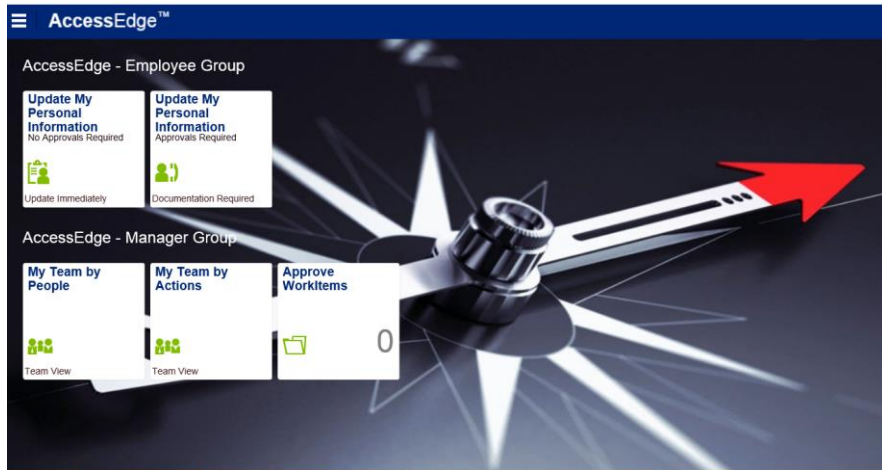 AccessEdge™
AccessEdge - Employee Group
Update My
Personal
Information
No Approvals Required
Update Immediately
Update My
Personal
Information
Approvals Required
Documentation Required
AccessEdge - Manager Group
My Team by
People
Team View
My Team by
Actions
Team View
Approve
WorkItems
0